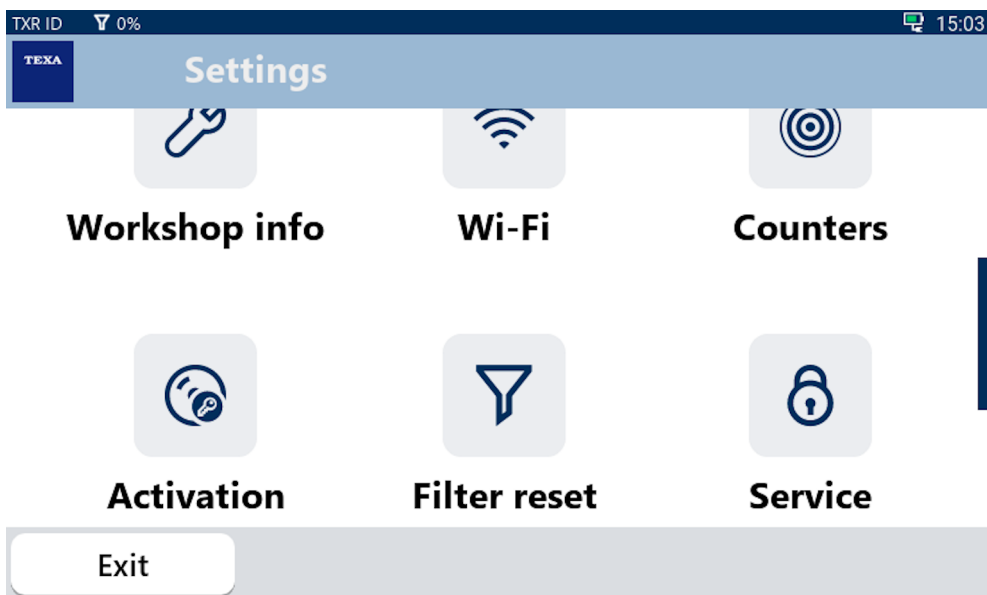 TXR ID 0% 15:03
TEXA
Settings
Workshop info Wi-Fi Counters
Activation Filter reset Service
Exit